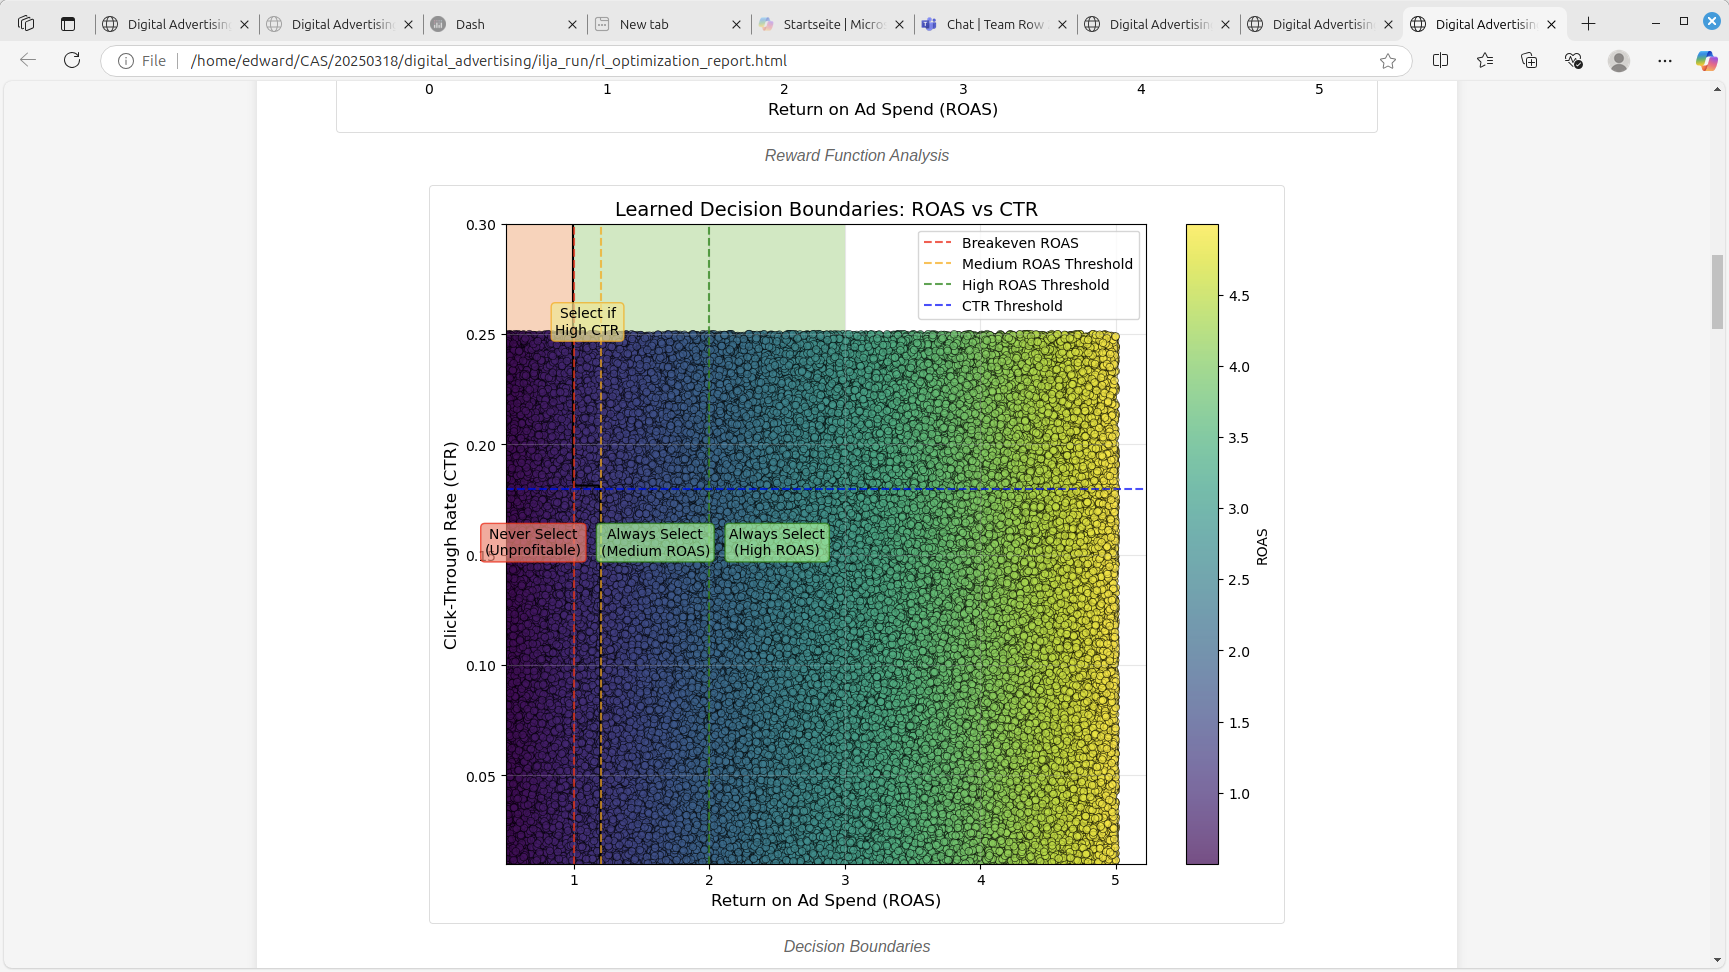 Digital Advertisin
Digital Advertisin
Dash
New tab
Startseite | Micro
Chat | Team Row
Digital Advertisin
Digital Advertisin
Digital Advertisin
File
/home/edward/CAS/20250318/digital_advertising/ilja_run/rl_optimization_report.html
0 1 2 3 4 5
Return on Ad Spend (ROAS)
Reward Function Analysis
Learned Decision Boundaries: ROAS vs CTR
0.30
0.25
0.20
0.10
0.05
Click-Through Rate (CTR)
Breakeven ROAS
Medium ROAS Threshold
High ROAS Threshold
CTR Threshold
Select if
High CTR
Never Select
(Unprofitable)
Always Select
(Medium ROAS)
Always Select
(High ROAS)
1 2 3 4 5
Return on Ad Spend (ROAS)
4.5
4.0
3.5
3.0
2.5
2.0
1.5
1.0
ROAS
Decision Boundaries